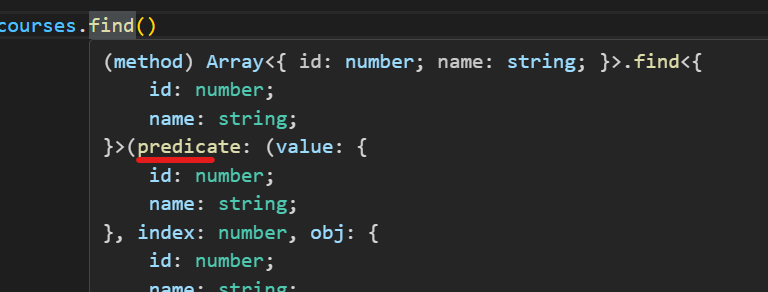 courses.find()
(method) Array<{ id: number; name: string; }>.find<{
id: number;
name: string;
}>(predicate: (value: {
id: number;
name: string;
}, index: number, obj: {
id: number;
name: string;